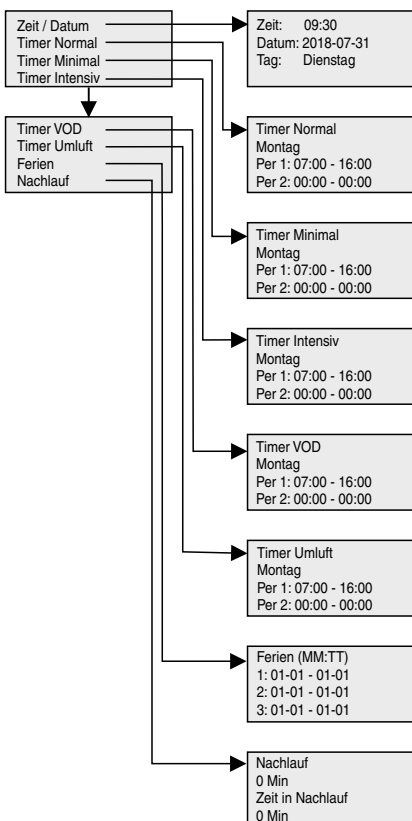 Zeit / Datum
Timer Normal
Timer Minimal
Timer Intensiv
Timer VOD
Timer Umluft
Ferien
Nachlauf
Zeit: 09:30
Datum: 2018-07-31
Tag: Dienstag
Timer Normal
Montag
Per 1: 07:00 - 16:00
Per 2: 00:00 - 00:00
Timer Minimal
Montag
Per 1: 07:00 - 16:00
Per 2: 00:00 - 00:00
Timer Intensiv
Montag
Per 1: 07:00 - 16:00
Per 2: 00:00 - 00:00
Timer VOD
Montag
Per 1: 07:00 - 16:00
Per 2: 00:00 - 00:00
Timer Umluft
Montag
Per 1: 07:00 - 16:00
Per 2: 00:00 - 00:00
Ferien (MM:TT)
1: 01-01 - 01-01
2: 01-01 - 01-01
3: 01-01 - 01-01
Nachlauf
0 Min
Zeit in Nachlauf
0 Min